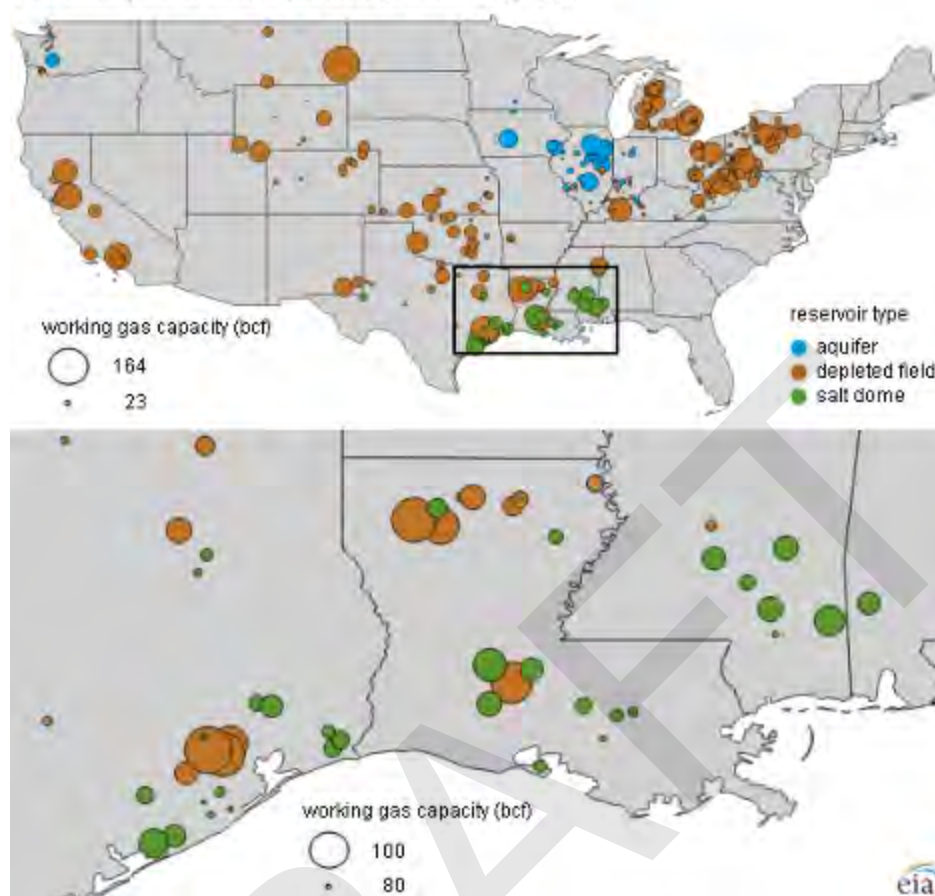 working gas capacity (bcf)
164
23
reservoir type
aquifer
depleted field
salt dome
working gas capacity (bcf)
100
80
eia